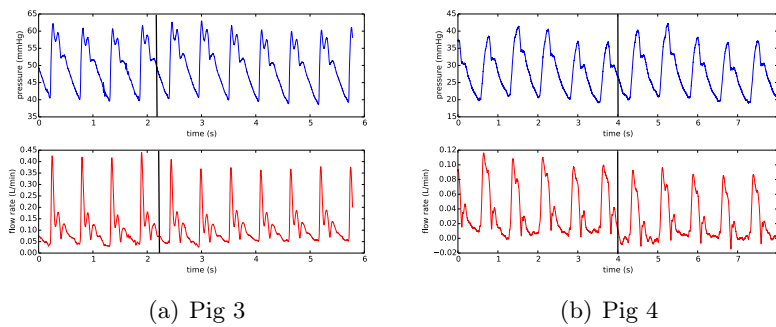 65
60
55
50
45
40
35
pressure (mmHg)
0 1 2 3 4 5 6
time (s)
0.45
0.40
0.35
0.30
0.25
0.20
0.15
0.10
0.05
0.00
flow rate (L/min)
0 1 2 3 4 5 6
time (s)
(a) Pig 3
45
40
35
30
25
20
15
pressure (mmHg)
0 1 2 3 4 5 6 7
time (s)
0.12
0.10
0.08
0.06
0.04
0.02
0.00
−0.02
flow rate (L/min)
0 1 2 3 4 5 6 7
time (s)
(b) Pig 4